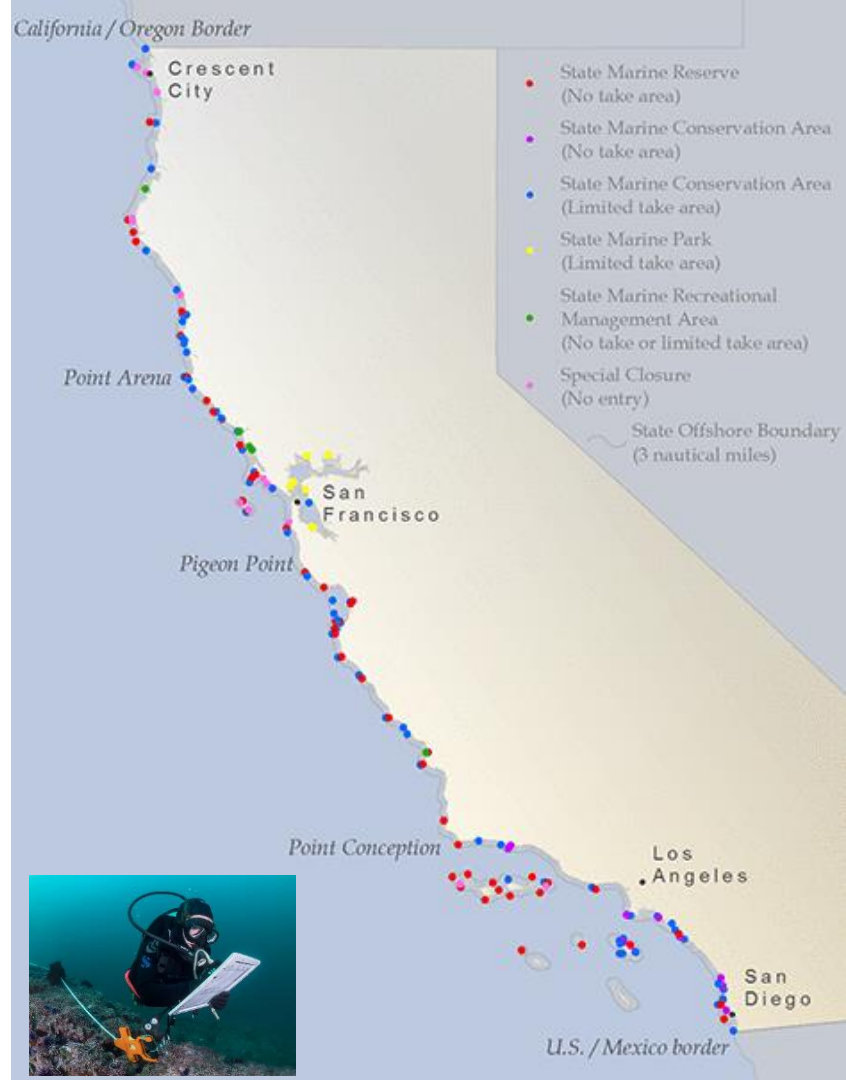 California / Oregon Border
Crescent
City
State Marine Reserve
(No take area)
State Marine Conservation Area
(No take area)
State Marine Conservation Area
(Limited take area)
State Marine Park
(Limited take area)
State Marine Recreational
Management Area
(No take or limited take area)
Special Closure
(No entry)
State Offshore Boundary
(3 nautical miles)
Point Arena
San
Francisco
Pigeon Point
Point Conception
Los
Angeles
San
Diego
U.S. / Mexico border